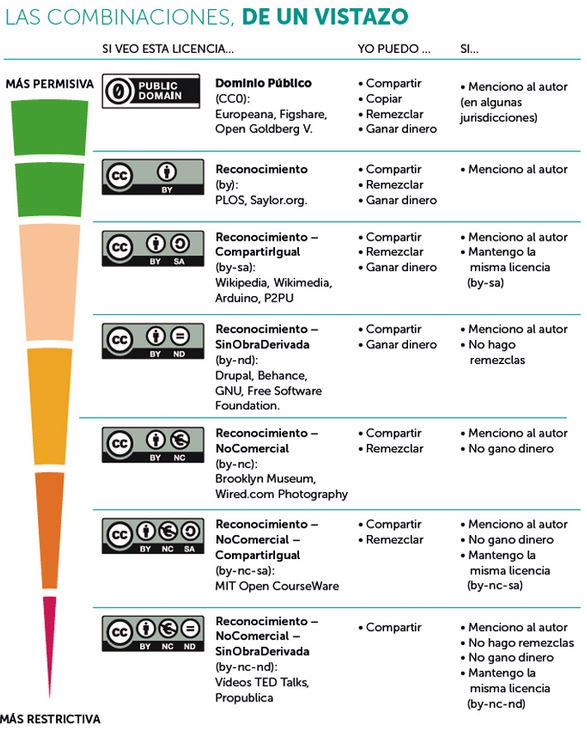 LAS COMBINACIONES, DE UN VISTAZO
SI VEO ESTA LICENCIA...
YO PUEDO ...
SI...
MÁS PERMISIVA
0 PUBLIC
DOMAIN
Dominio Público
(CC0):
Europeana, Figshare,
Open Goldberg V.
• Compartir
• Copiar
• Remezclar
• Ganar dinero
• Menciono al autor
(en algunas
jurisdicciones)
cc
BY
Reconocimiento
(by):
PLOS, Saylor.org.
• Compartir
• Remezclar
• Ganar dinero
• Menciono al autor
cc
BY SA
Reconocimiento –
CompartirIgual
(by-sa):
Wikipedia, Wikimedia,
Arduino, P2PU
• Compartir
• Remezclar
• Ganar dinero
• Menciono al autor
• Mantengo la
misma licencia
(by-sa)
cc
BY ND
Reconocimiento –
SinObraDerivada
(by-nd):
Drupal, Behance,
GNU, Free Software
Foundation.
• Compartir
• Ganar dinero
• Menciono al autor
• No hago
remezclas
cc
BY NC
Reconocimiento –
NoComercial
(by-nc):
Brooklyn Museum,
Wired.com Photography
• Compartir
• Remezclar
• Menciono al autor
• No gano dinero
cc
BY NC SA
Reconocimiento –
NoComercial –
CompartirIgual
(by-nc-sa):
MIT Open CourseWare
• Compartir
• Remezclar
• Menciono al autor
• No gano dinero
• Mantengo la
misma licencia
(by-nc-sa)
cc
BY NC ND
Reconocimiento –
NoComercial –
SinObraDerivada
(by-nc-nd):
Vídeos TED Talks,
Propublica
• Compartir
• Menciono al autor
• No hago remezclas
• No gano dinero
• Mantengo la
misma licencia
(by-nc-nd)
MÁS RESTRICTIVA